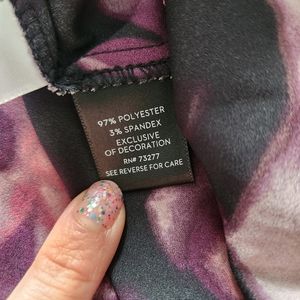 97% POLYESTER
3% SPANDEX
EXCLUSIVE
OF DECORATION
RN# 73277
SEE REVERSE FOR CARE